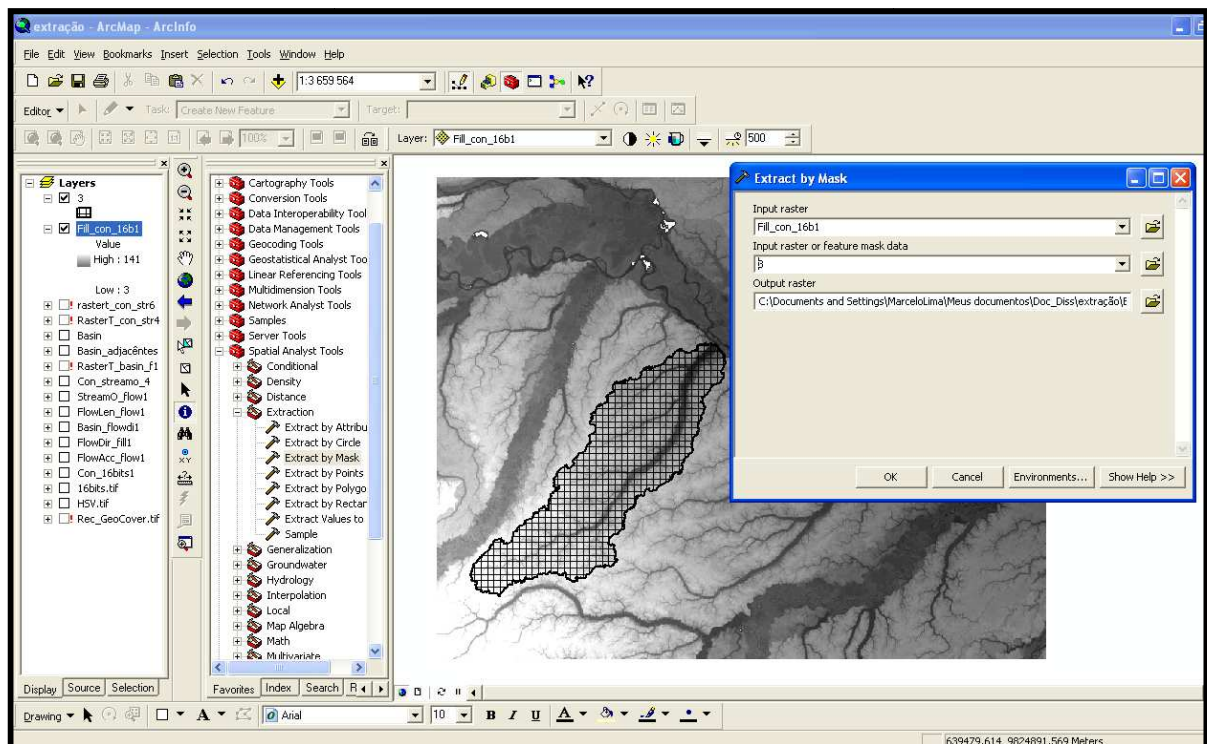 extração - ArcMap - ArcInfo
File Edit View Bookmarks Insert Selection Tools Window Help
1:3 659 564
Editor Task: Create New Feature Target:
100% Layer: Fill_con_16b1 500
Layers
3
Fill_con_16b1
Value
High : 141
Low : 3
rastert_con_str6
RasterT_con_str4
Basin
Basin_adjacêntes
RasterT_basin_f1
Con_streamo_4
StreamO_flow1
FlowLen_flow1
Basin_flowdi1
FlowDir_fill1
FlowAcc_flow1
Con_16bits1
16bits.tif
HSV.tif
Rec_GeoCover.tif
Display Source Selection
Cartography Tools
Conversion Tools
Data Interoperability Tool
Data Management Tools
Geocoding Tools
Geostatistical Analyst Too
Linear Referencing Tools
Multidimension Tools
Network Analyst Tools
Samples
Server Tools
Spatial Analyst Tools
Conditional
Density
Distance
Extraction
Extract by Attribu
Extract by Circle
Extract by Mask
Extract by Points
Extract by Polygo
Extract by Rectar
Extract Values to
Sample
Generalization
Groundwater
Hydrology
Interpolation
Local
Map Algebra
Math
Multivariate
Favorites Index Search
Extract by Mask
Input raster
Fill_con_16b1
Input raster or feature mask data
3
Output raster
C:\Documents and Settings\MarceloLima\Meus documentos\Doc_Diss\extração\E
OK Cancel Environments... Show Help >>
Drawing A Arial 10 B I U A
639479,614 9824891,569 Meters